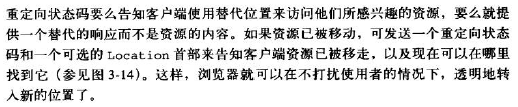 重定向状态码要么告知客户端使用替代位置来访问他们所感兴趣的资源，要么就提
供一个替代的响应而不是资源的内容。如果资源已被移动，可发送一个重定向状态
码和一个可选的 Location 首部来告知客户端资源已被移走，以及现在可以在哪里
找到它（参见图 3-14）。这样，浏览器就可以在不打扰使用者的情况下，透明地转
入新的位置了。